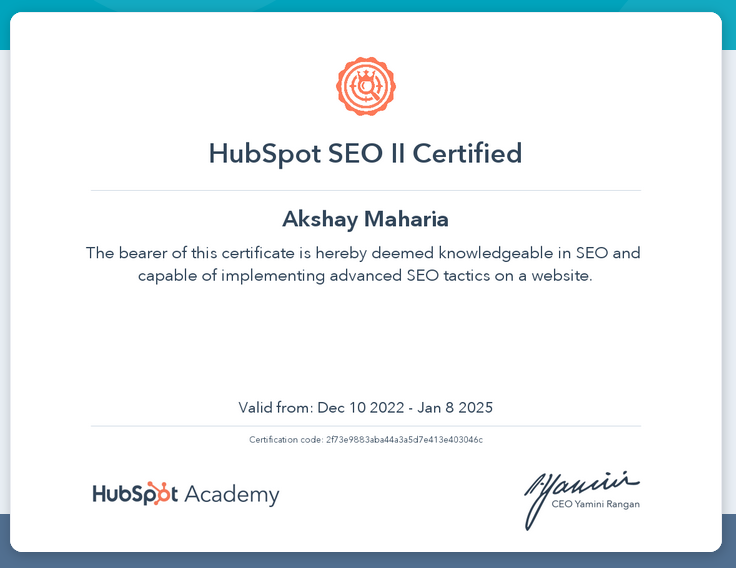 HubSpot SEO II Certified
Akshay Maharia
The bearer of this certificate is hereby deemed knowledgeable in SEO and
capable of implementing advanced SEO tactics on a website.
Valid from: Dec 10 2022 - Jan 8 2025
Certification code: 2f73e9883aba44a3a5d7e413e403046c
HubSpot Academy
Yamini
CEO Yamini Rangan